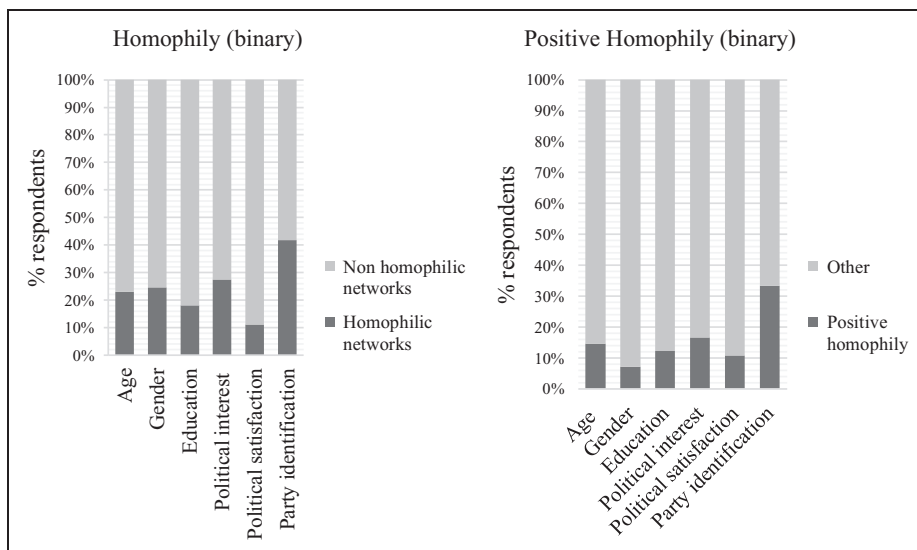 Homophily (binary)
100%
90%
80%
70%
60%
50%
40%
30%
20%
10%
0%
% respondents
Age
Gender
Education
Political interest
Political satisfaction
Party identification
Non homophilic
networks
Homophilic
networks
Positive Homophily (binary)
100%
90%
80%
70%
60%
50%
40%
30%
20%
10%
0%
% respondents
Age
Gender
Education
Political interest
Political satisfaction
Party identification
Other
Positive
homophily